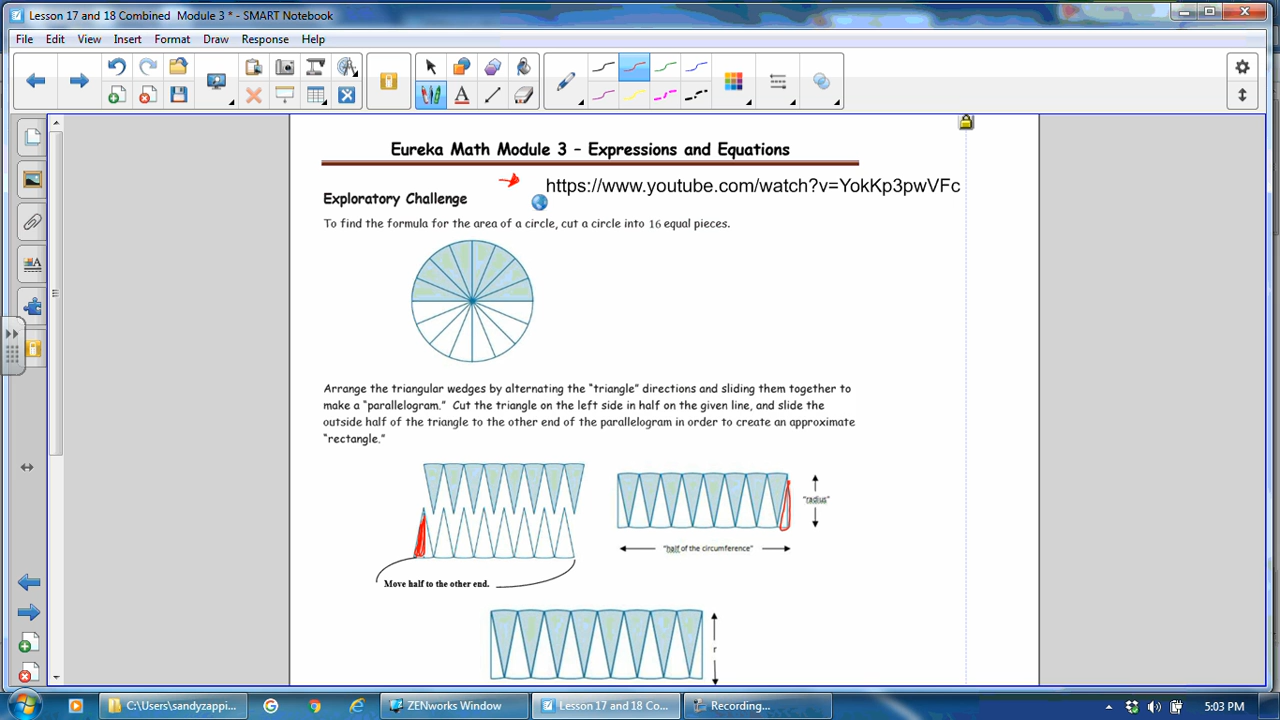 Lesson 17 and 18 Combined Module 3 * - SMART Notebook
File Edit View Insert Format Draw Response Help
Eureka Math Module 3 – Expressions and Equations
https://www.youtube.com/watch?v=YokKp3pwVFc
Exploratory Challenge
To find the formula for the area of a circle, cut a circle into 16 equal pieces.
Arrange the triangular wedges by alternating the "triangle" directions and sliding them together to
make a "parallelogram." Cut the triangle on the left side in half on the given line, and slide the
outside half of the triangle to the other end of the parallelogram in order to create an approximate
"rectangle."
"radius"
"half of the circumference"
Move half to the other end.
r
C:\Users\sandyzappi...
ZENworks Window
Lesson 17 and 18 Co...
Recording...
5:03 PM